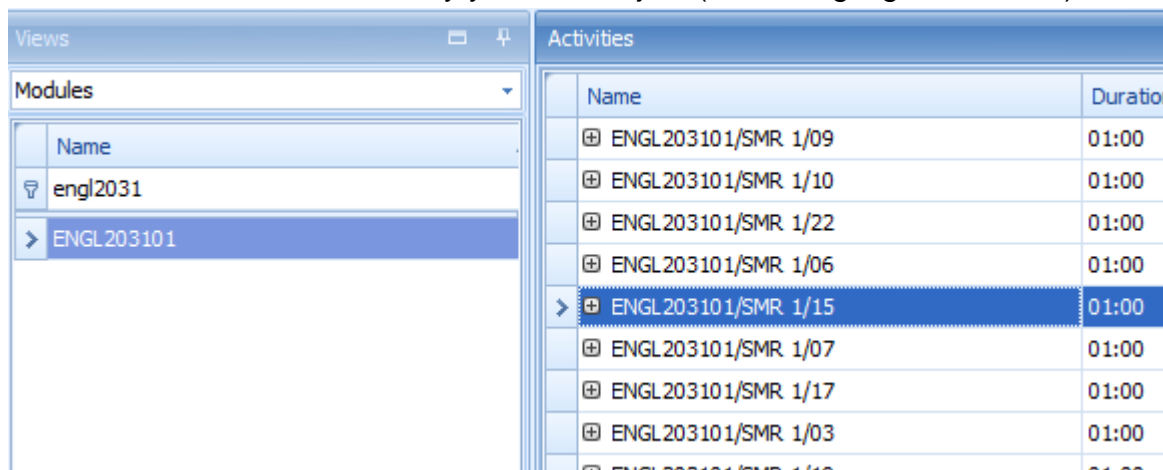 Views
Modules
Name
engl2031
ENGL203101
Activities
Name Duration
ENGL203101/SMR 1/09 01:00
ENGL203101/SMR 1/10 01:00
ENGL203101/SMR 1/22 01:00
ENGL203101/SMR 1/06 01:00
ENGL203101/SMR 1/15 01:00
ENGL203101/SMR 1/07 01:00
ENGL203101/SMR 1/17 01:00
ENGL203101/SMR 1/03 01:00